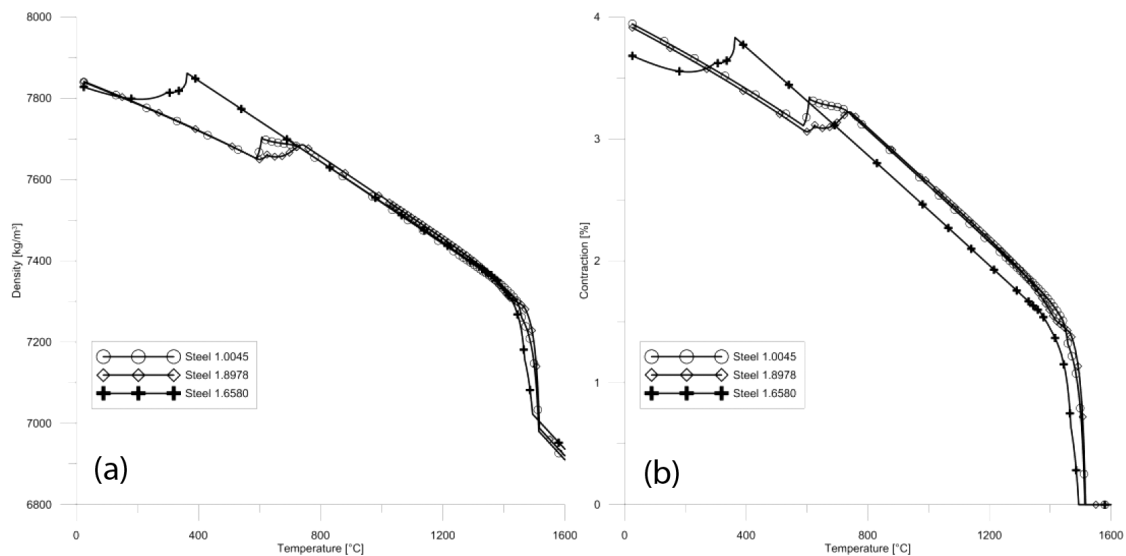 8000
7800
7600
7400
7200
7000
6800
Density [kg/m³]
Steel 1.0045
Steel 1.8978
Steel 1.6580
(a)
0
400
800
1200
1600
Temperature [°C]
4
3
2
1
0
Contraction [%]
Steel 1.0045
Steel 1.8978
Steel 1.6580
(b)
0
400
800
1200
1600
Temperature [°C]